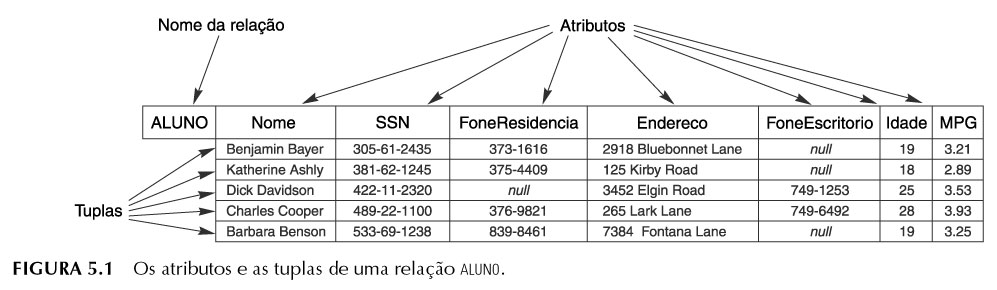 Nome da relação
Atributos
ALUNO Nome SSN FoneResidencia Endereco FoneEscritorio Idade MPG
Benjamin Bayer 305-61-2435 373-1616 2918 Bluebonnet Lane null 19 3.21
Katherine Ashly 381-62-1245 375-4409 125 Kirby Road null 18 2.89
Dick Davidson 422-11-2320 null 3452 Elgin Road 749-1253 25 3.53
Tuplas
Charles Cooper 489-22-1100 376-9821 265 Lark Lane 749-6492 28 3.93
Barbara Benson 533-69-1238 839-8461 7384 Fontana Lane null 19 3.25
FIGURA 5.1 Os atributos e as tuplas de uma relação ALUNO.